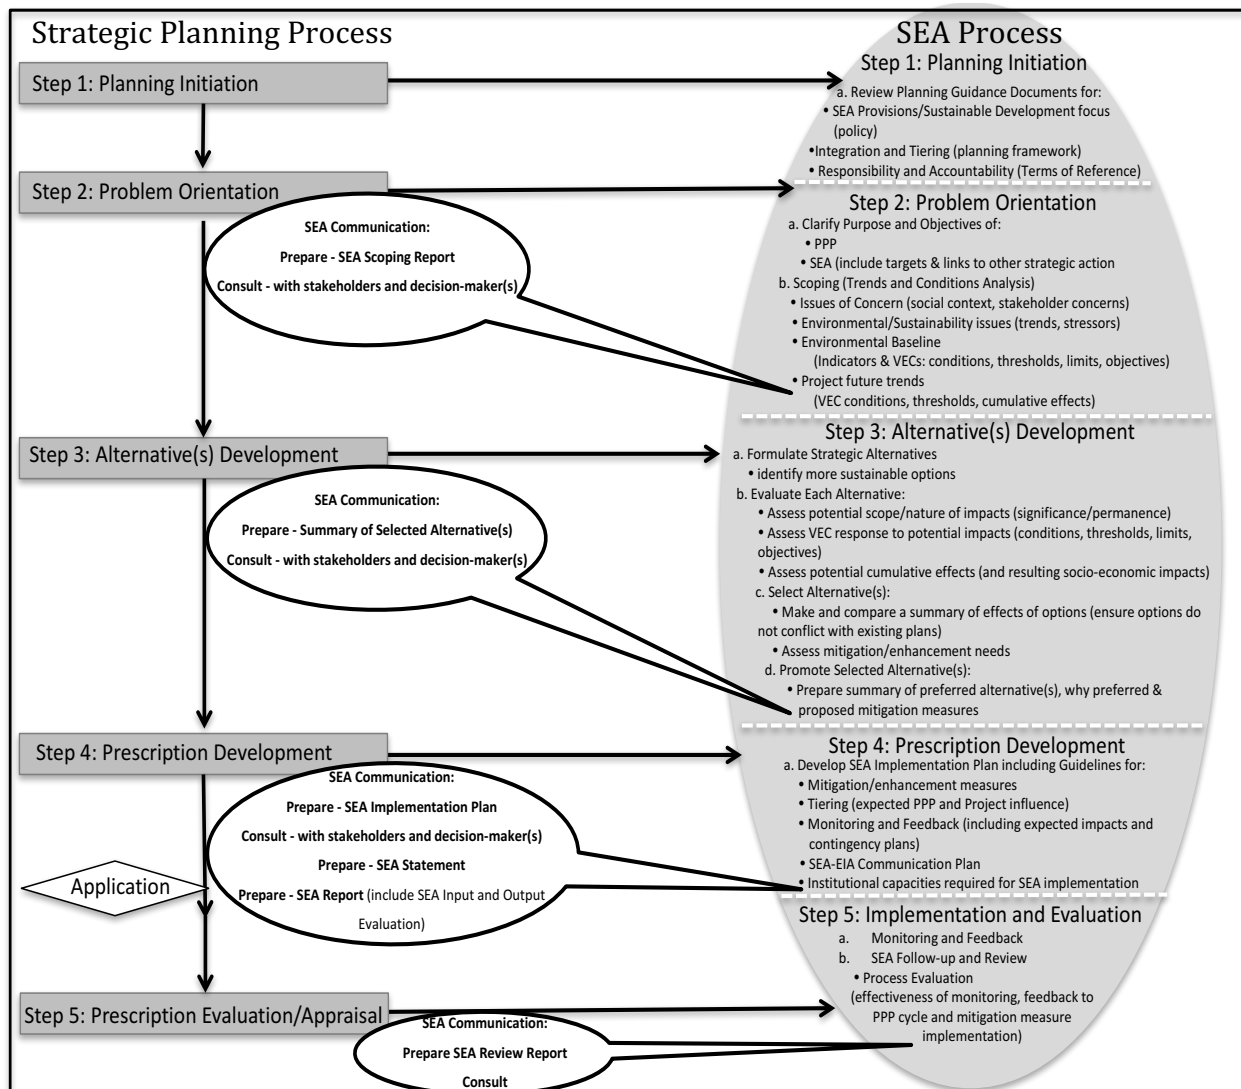 Strategic Planning Process
Step 1: Planning Initiation
Step 2: Problem Orientation
SEA Communication:
Prepare - SEA Scoping Report
Consult - with stakeholders and decision-maker(s)
Step 3: Alternative(s) Development
SEA Communication:
Prepare - Summary of Selected Alternative(s)
Consult - with stakeholders and decision-maker(s)
Step 4: Prescription Development
SEA Communication:
Prepare - SEA Implementation Plan
Consult - with stakeholders and decision-maker(s)
Prepare - SEA Statement
Prepare - SEA Report (include SEA Input and Output
Evaluation)
Application
Step 5: Prescription Evaluation/Appraisal
SEA Communication:
Prepare SEA Review Report
Consult
SEA Process
Step 1: Planning Initiation
a. Review Planning Guidance Documents for:
• SEA Provisions/Sustainable Development focus
(policy)
•Integration and Tiering (planning framework)
• Responsibility and Accountability (Terms of Reference)
Step 2: Problem Orientation
a. Clarify Purpose and Objectives of:
• PPP
• SEA (include targets & links to other strategic action
b. Scoping (Trends and Conditions Analysis)
• Issues of Concern (social context, stakeholder concerns)
• Environmental/Sustainability issues (trends, stressors)
• Environmental Baseline
(Indicators & VECs: conditions, thresholds, limits, objectives)
• Project future trends
(VEC conditions, thresholds, cumulative effects)
Step 3: Alternative(s) Development
a. Formulate Strategic Alternatives
• identify more sustainable options
b. Evaluate Each Alternative:
• Assess potential scope/nature of impacts (significance/permanence)
• Assess VEC response to potential impacts (conditions, thresholds, limits,
objectives)
• Assess potential cumulative effects (and resulting socio-economic impacts)
c. Select Alternative(s):
• Make and compare a summary of effects of options (ensure options do
not conflict with existing plans)
• Assess mitigation/enhancement needs
d. Promote Selected Alternative(s):
• Prepare summary of preferred alternative(s), why preferred &
proposed mitigation measures
Step 4: Prescription Development
a. Develop SEA Implementation Plan including Guidelines for:
• Mitigation/enhancement measures
• Tiering (expected PPP and Project influence)
• Monitoring and Feedback (including expected impacts and
contingency plans)
• SEA-EIA Communication Plan
• Institutional capacities required for SEA implementation
Step 5: Implementation and Evaluation
a. Monitoring and Feedback
b. SEA Follow-up and Review
• Process Evaluation
(effectiveness of monitoring, feedback to
PPP cycle and mitigation measure
implementation)